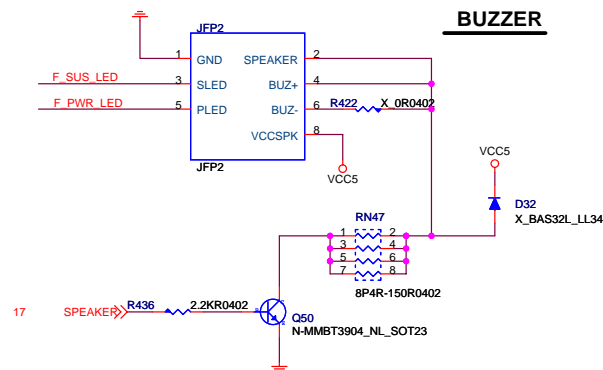 BUZZER
JFP2
1 GND SPEAKER 2
F_SUS_LED 3 SLED BUZ+ 4
F_PWR_LED 5 PLED BUZ- 6 R422 X_0R0402
VCCSPK 8
JFP2
VCC5
VCC5
D32
X_BAS32L_LL34
RN47
1 2
3 4
5 6
7 8
8P4R-150R0402
17 SPEAKER R436 2.2KR0402
Q50
N-MMBT3904_NL_SOT23